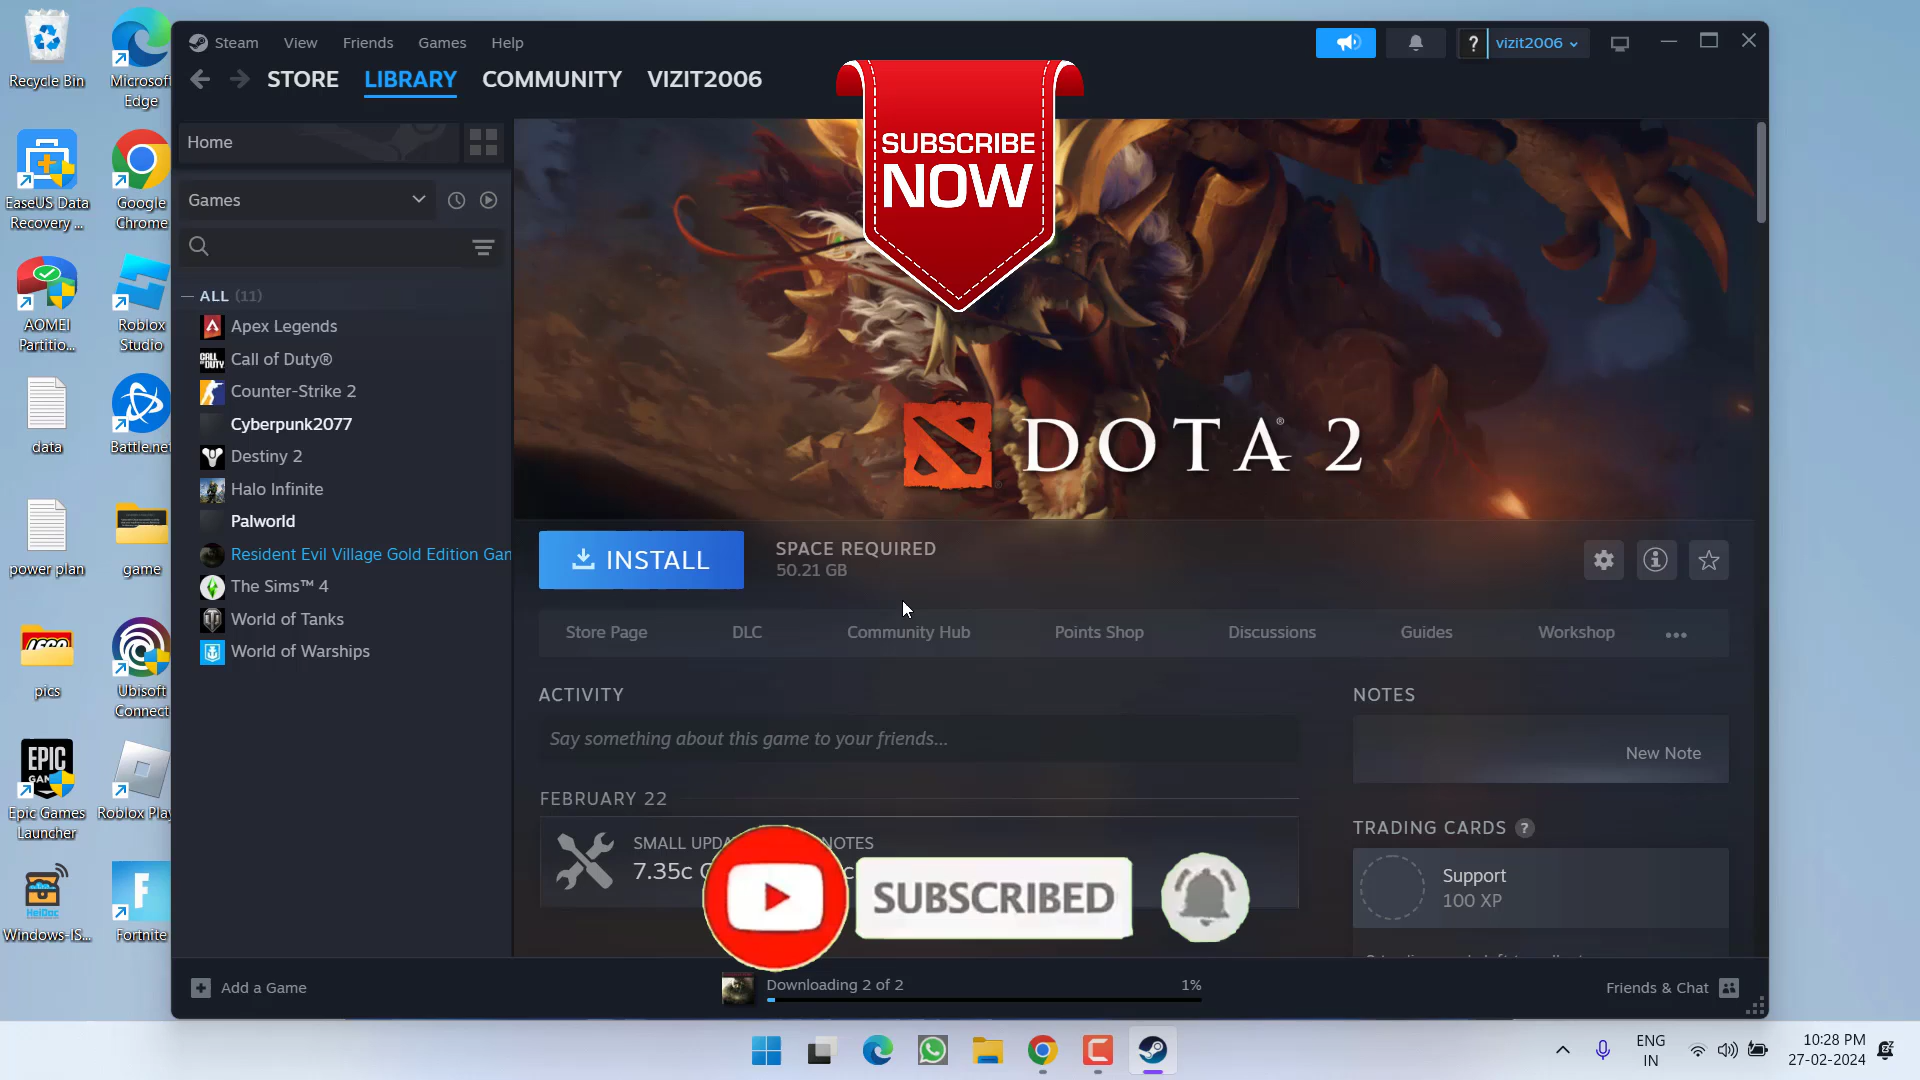 Steam View Friends Games Help
vizit2006
STORE LIBRARY COMMUNITY VIZIT2006
SUBSCRIBE
NOW
Home
Games
ALL (11)
Apex Legends
Call of Duty®
Counter-Strike 2
Cyberpunk2077
Destiny 2
Halo Infinite
Palworld
Resident Evil Village Gold Edition Gam
The Sims™ 4
World of Tanks
World of Warships
DOTA 2
INSTALL
SPACE REQUIRED
50.21 GB
Store Page DLC Community Hub Points Shop Discussions Guides Workshop
ACTIVITY
Say something about this game to your friends...
FEBRUARY 22
7.35c
SUBSCRIBED
NOTES
New Note
TRADING CARDS ?
Support
100 XP
Add a Game
Downloading 2 of 2 1%
Friends & Chat
Recycle Bin
Microsoft
Edge
EaseUS Data
Recovery ...
Google
Chrome
AOMEI
Partitio...
Roblox
Studio
data
Battle.net
power plan
game
LEGO
pics
Ubisoft
Connect
EPIC
Epic Games
Launcher
Roblox Pla
HeiDoc
Windows-IS...
Fortnite
ENG
IN
10:28 PM
27-02-2024